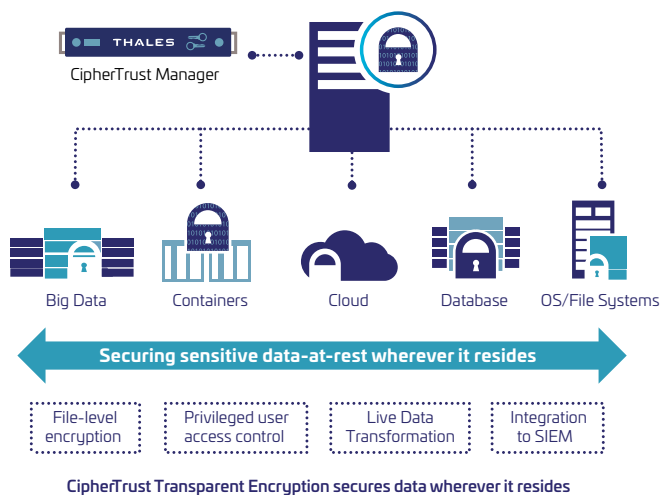 THALES
CipherTrust Manager
Big Data
Containers
Cloud
Database
OS/File Systems
Securing sensitive data-at-rest wherever it resides
File-level
encryption
Privileged user
access control
Live Data
Transformation
Integration
to SIEM
CipherTrust Transparent Encryption secures data wherever it resides